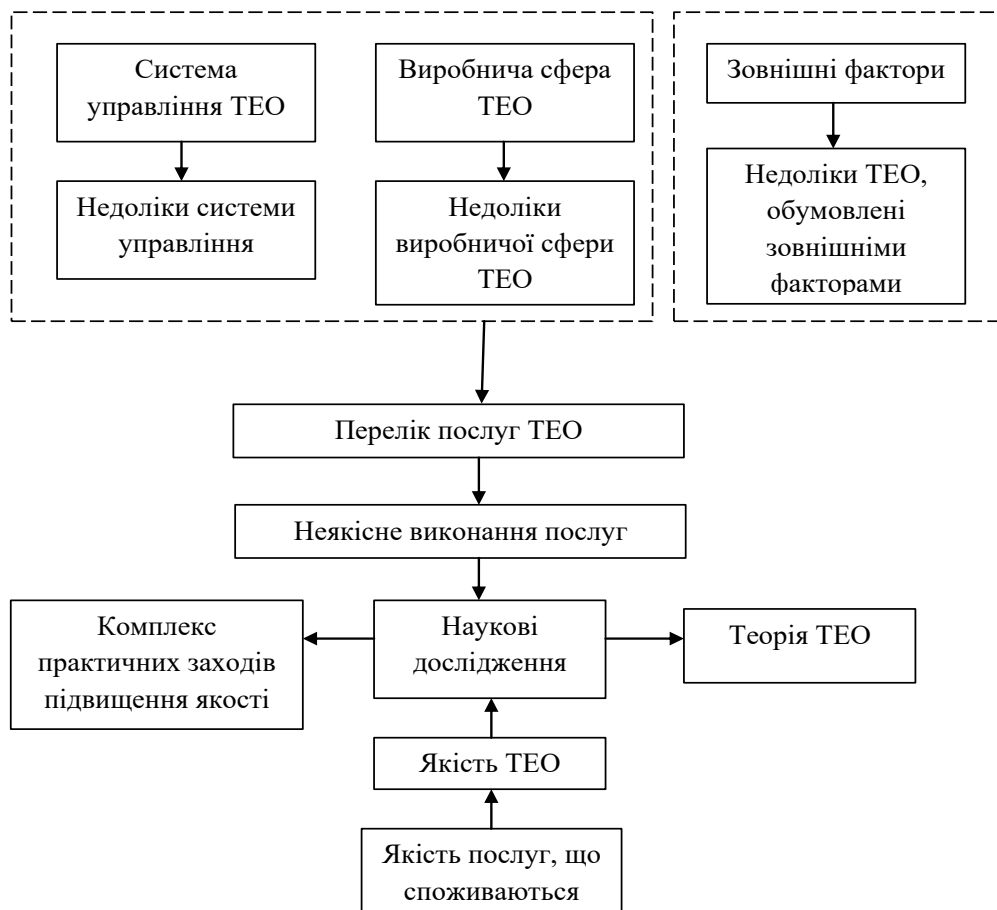 Система
управління ТЕО
Виробнича сфера
ТЕО
Зовнішні фактори
Недоліки системи
управління
Недоліки
виробничої сфери
ТЕО
Недоліки ТЕО,
обумовлені
зовнішніми
факторами
Перелік послуг ТЕО
Неякісне виконання послуг
Комплекс
практичних заходів
підвищення якості
Наукові
дослідження
Теорія ТЕО
Якість ТЕО
Якість послуг, що
споживаються